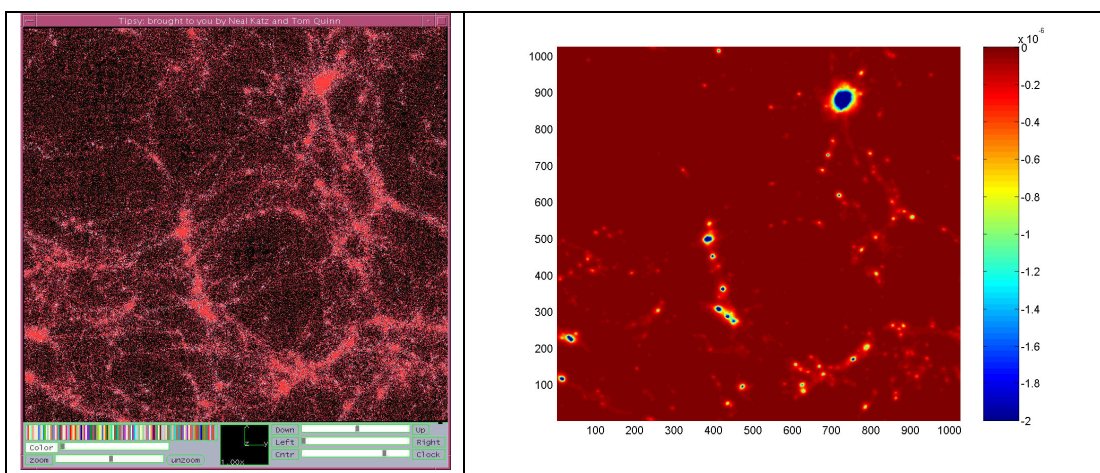 Tipsy: brought to you by Neal Katz and Tom Quinn
Color
zoom
unzoom
1.00x
z
y
Down
Up
Left
Right
Cntr
Clock
x 10^-6
1000
900
800
700
600
500
400
300
200
100
100 200 300 400 500 600 700 800 900 1000
0
-0.2
-0.4
-0.6
-0.8
-1
-1.2
-1.4
-1.6
-1.8
-2